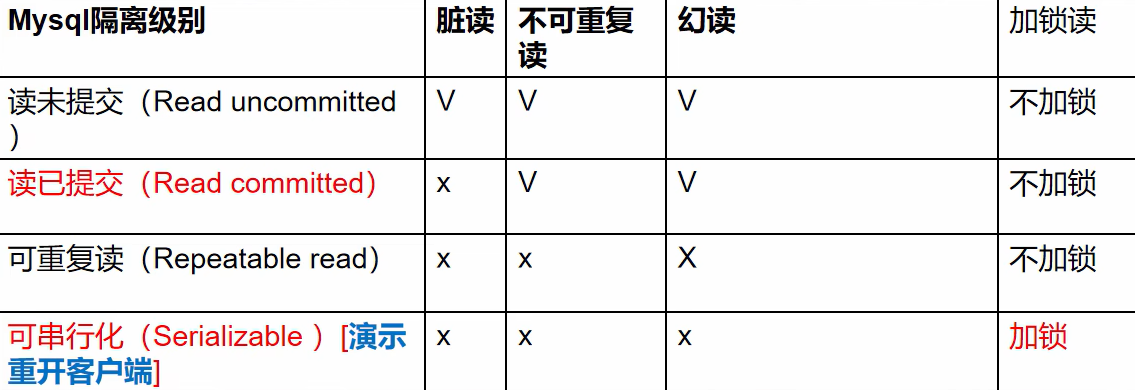 Mysql隔离级别 脏读 不可重复 幻读 加锁读
读
读未提交（Read uncommitted V V V 不加锁
）
读已提交（Read committed） x V V 不加锁
可重复读（Repeatable read） x x X 不加锁
可串行化（Serializable ）[演示 x x x 加锁
重开客户端]